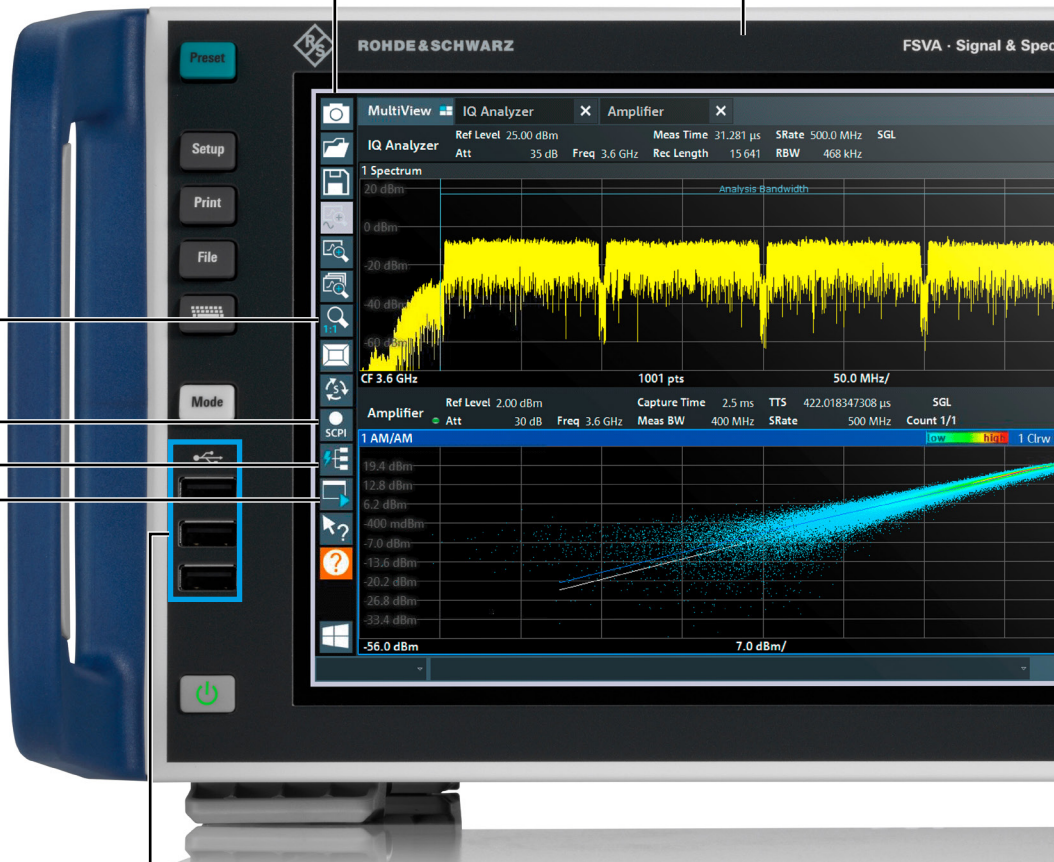 Preset
R&S
ROHDE&SCHWARZ
FSVA · Signal & Spec
MultiView IQ Analyzer X Amplifier X
IQ Analyzer
Ref Level 25.00 dBm Meas Time 31.281 µs SRate 500.0 MHz SGL
Att 35 dB Freq 3.6 GHz Rec Length 15 641 RBW 468 kHz
1 Spectrum
20 dBm
Analysis Bandwidth
0 dBm
-20 dBm
-40 dBm
-60 dBm
CF 3.6 GHz 1001 pts 50.0 MHz/
Amplifier
Ref Level 2.00 dBm Capture Time 2.5 ms TTS 422.018347308 µs SGL
Att 30 dB Freq 3.6 GHz Meas BW 400 MHz SRate 500 MHz Count 1/1
1 AM/AM low high 1 Clrw
19.4 dBm
12.8 dBm
6.2 dBm
-400 mdBm
-7.0 dBm
-13.6 dBm
-20.2 dBm
-26.8 dBm
-33.4 dBm
-56.0 dBm 7.0 dBm/
Setup
Print
File
Mode
1:1
S
SCPI
?
?